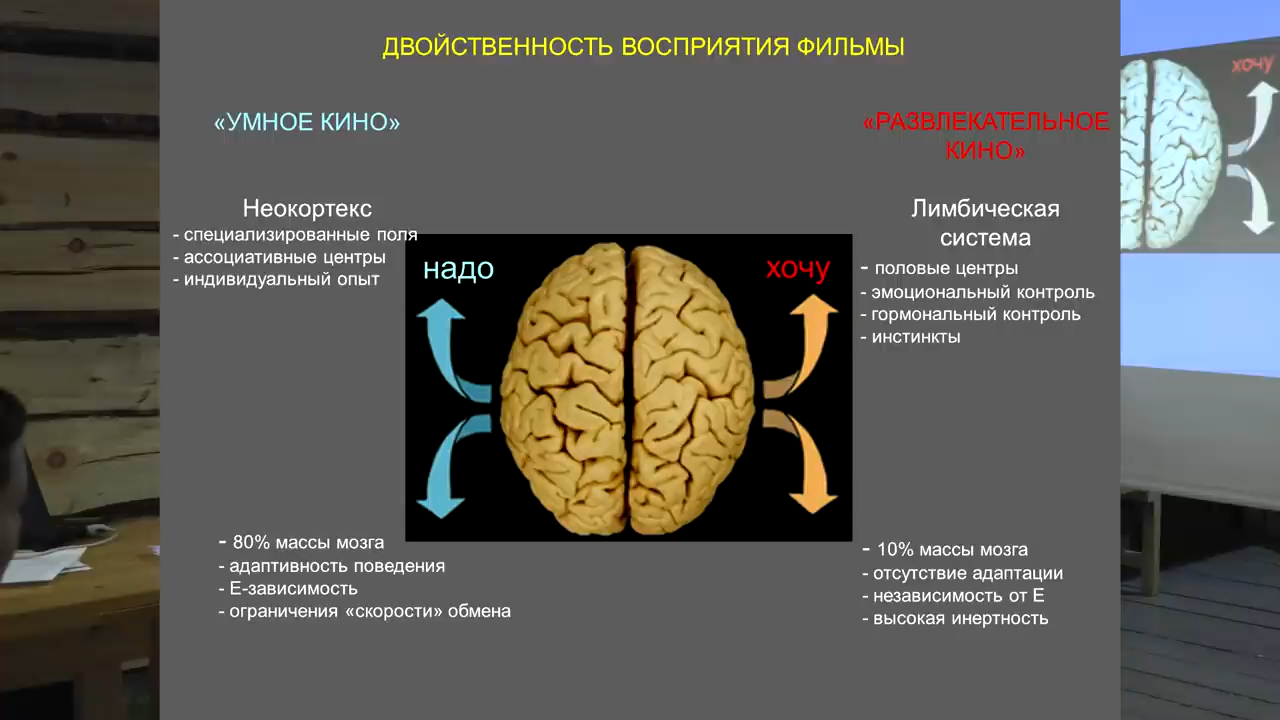 ДВОЙСТВЕННОСТЬ ВОСПРИЯТИЯ ФИЛЬМЫ
«УМНОЕ КИНО»
«РАЗВЛЕКАТЕЛЬНОЕ
КИНО»
Неокортекс
- специализированные поля
- ассоциативные центры
- индивидуальный опыт
Лимбическая
система
- половые центры
- эмоциональный контроль
- гормональный контроль
- инстинкты
надо
хочу
- 80% массы мозга
- адаптивность поведения
- Е-зависимость
- ограничения «скорости» обмена
- 10% массы мозга
- отсутствие адаптации
- независимость от Е
- высокая инертность
хочу